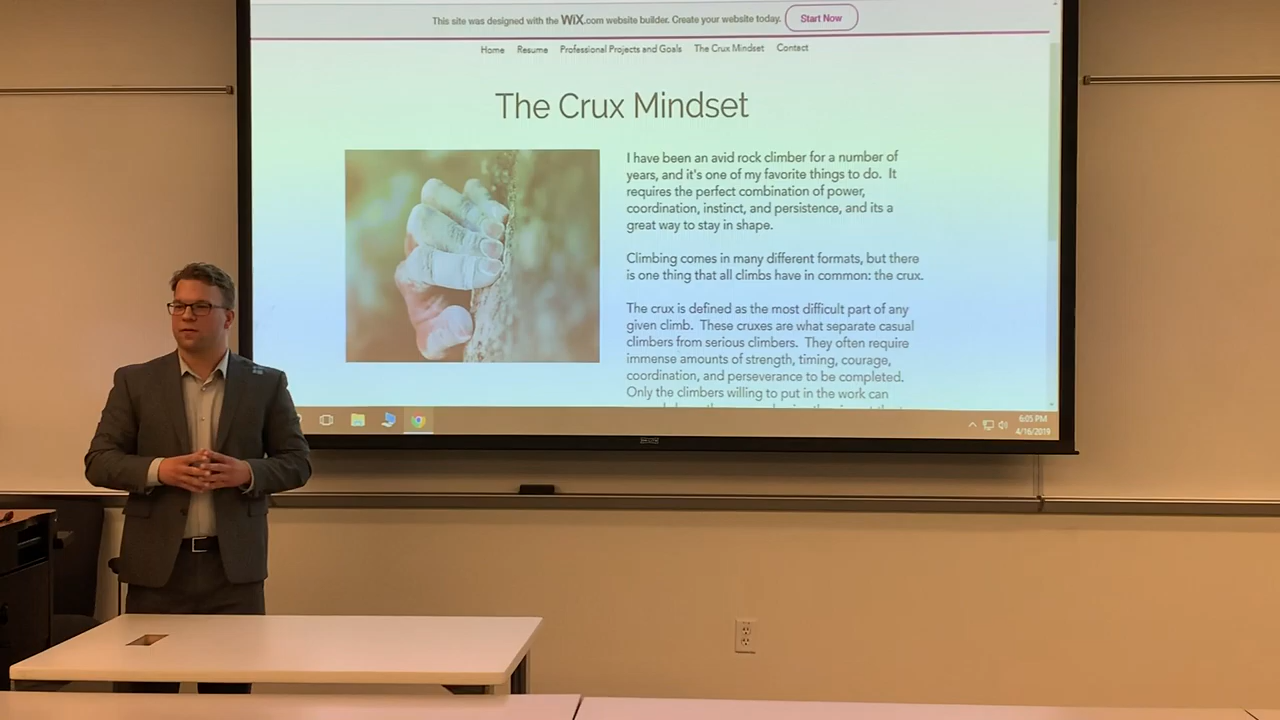 This site was designed with the WiX.com website builder. Create your website today. Start Now
Home Resume Professional Projects and Goals The Crux Mindset Contact
The Crux Mindset
I have been an avid rock climber for a number of
years, and it's one of my favorite things to do. It
requires the perfect combination of power,
coordination, instinct, and persistence, and its a
great way to stay in shape.
Climbing comes in many different formats, but there
is one thing that all climbs have in common: the crux.
The crux is defined as the most difficult part of any
given climb. These cruxes are what separate casual
climbers from serious climbers. They often require
immense amounts of strength, timing, courage,
coordination, and perseverance to be completed.
Only the climbers willing to put in the work can
6:05 PM
4/16/2019